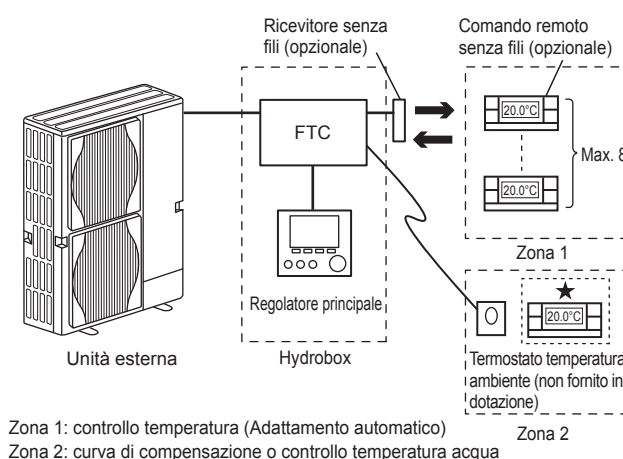 Ricevitore senza
fili (opzionale)
Comando remoto
senza fili (opzionale)
20.0°C
FTC
Max. 8
20.0°C
Zona 1
Regolatore principale
20.0°C
Unità esterna
Hydrobox
Termostato temperatura
ambiente (non fornito in
dotazione)
Zona 2
Zona 1: controllo temperatura (Adattamento automatico)
Zona 2: curva di compensazione o controllo temperatura acqua